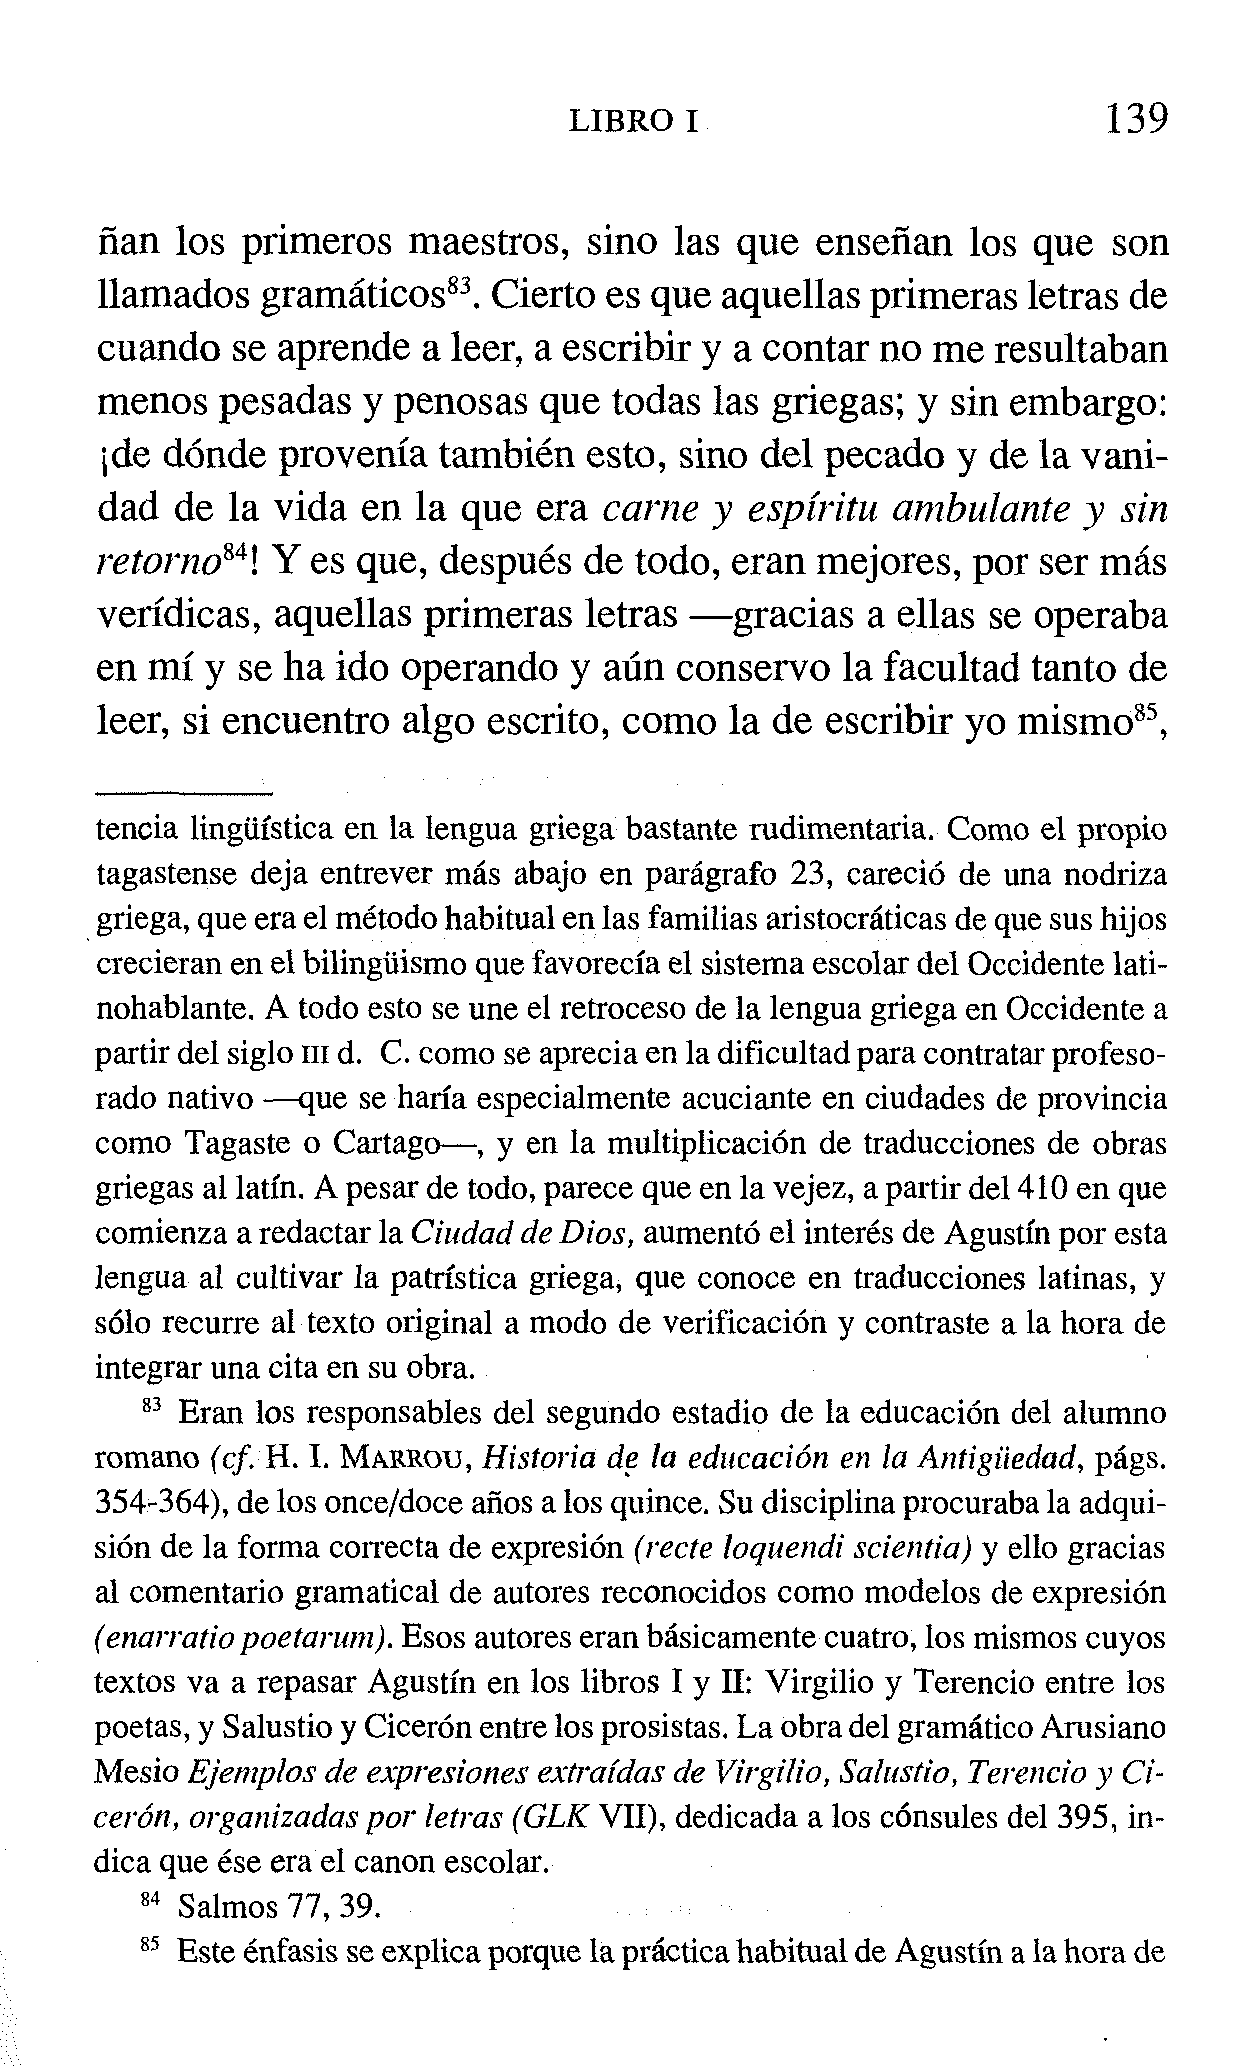 LIBRO I 139
ñan los primeros maestros, sino las que enseñan los que son
llamados gramáticos⁸³. Cierto es que aquellas primeras letras de
cuando se aprende a leer, a escribir y a contar no me resultaban
menos pesadas y penosas que todas las griegas; y sin embargo:
¡de dónde provenía también esto, sino del pecado y de la vani-
dad de la vida en la que era carne y espíritu ambulante y sin
retorno⁸⁴! Y es que, después de todo, eran mejores, por ser más
verídicas, aquellas primeras letras —gracias a ellas se operaba
en mí y se ha ido operando y aún conservo la facultad tanto de
leer, si encuentro algo escrito, como la de escribir yo mismo⁸⁵,
tencia lingüística en la lengua griega bastante rudimentaria. Como el propio
tagastense deja entrever más abajo en parágrafo 23, careció de una nodriza
griega, que era el método habitual en las familias aristocráticas de que sus hijos
crecieran en el bilingüismo que favorecía el sistema escolar del Occidente lati-
nohablante. A todo esto se une el retroceso de la lengua griega en Occidente a
partir del siglo III d. C. como se aprecia en la dificultad para contratar profeso-
rado nativo —que se haría especialmente acuciante en ciudades de provincia
como Tagaste o Cartago—, y en la multiplicación de traducciones de obras
griegas al latín. A pesar de todo, parece que en la vejez, a partir del 410 en que
comienza a redactar la Ciudad de Dios, aumentó el interés de Agustín por esta
lengua al cultivar la patrística griega, que conoce en traducciones latinas, y
sólo recurre al texto original a modo de verificación y contraste a la hora de
integrar una cita en su obra.
⁸³ Eran los responsables del segundo estadio de la educación del alumno
romano (cf. H. I. MARROU, Historia de la educación en la Antigüedad, págs.
354-364), de los once/doce años a los quince. Su disciplina procuraba la adqui-
sión de la forma correcta de expresión (recte loquendi scientia) y ello gracias
al comentario gramatical de autores reconocidos como modelos de expresión
(enarratio poetarum). Esos autores eran básicamente cuatro, los mismos cuyos
textos va a repasar Agustín en los libros I y II: Virgilio y Terencio entre los
poetas, y Salustio y Cicerón entre los prosistas. La obra del gramático Arusiano
Mesio Ejemplos de expresiones extraídas de Virgilio, Salustio, Terencio y Ci-
cerón, organizadas por letras (GLK VII), dedicada a los cónsules del 395, in-
dica que ése era el canon escolar.
⁸⁴ Salmos 77, 39.
⁸⁵ Este énfasis se explica porque la práctica habitual de Agustín a la hora de